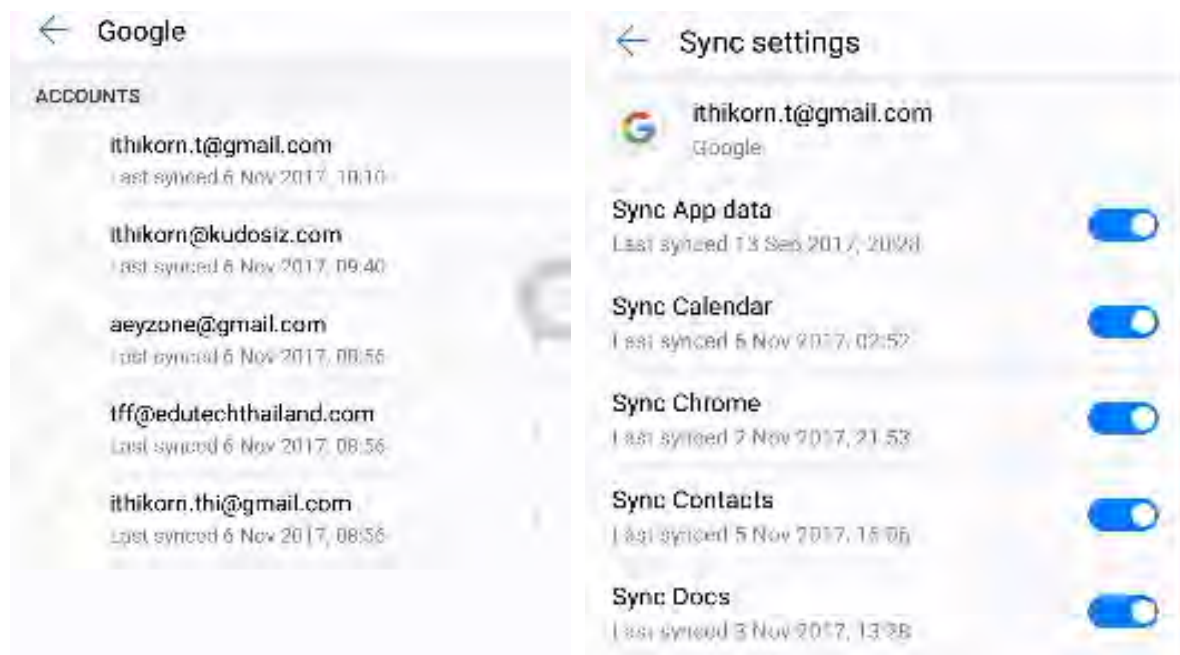 Google
ACCOUNTS
ithikorn.t@gmail.com
Last synced 6 Nov 2017, 10:10
ithikorn@kudosiz.com
Last synced 6 Nov 2017, 09:40
aeyzone@gmail.com
Last synced 6 Nov 2017, 08:56
tff@edutechthailand.com
Last synced 6 Nov 2017, 08:56
ithikorn.thi@gmail.com
Last synced 6 Nov 2017, 08:56
Sync settings
ithikorn.t@gmail.com
Google
Sync App data
Last synced 13 Sep 2017, 20:28
Sync Calendar
Last synced 6 Nov 2017, 02:52
Sync Chrome
Last synced 2 Nov 2017, 21:53
Sync Contacts
Last synced 5 Nov 2017,
Sync Docs
Last synced 3 Nov 2017, 13:28